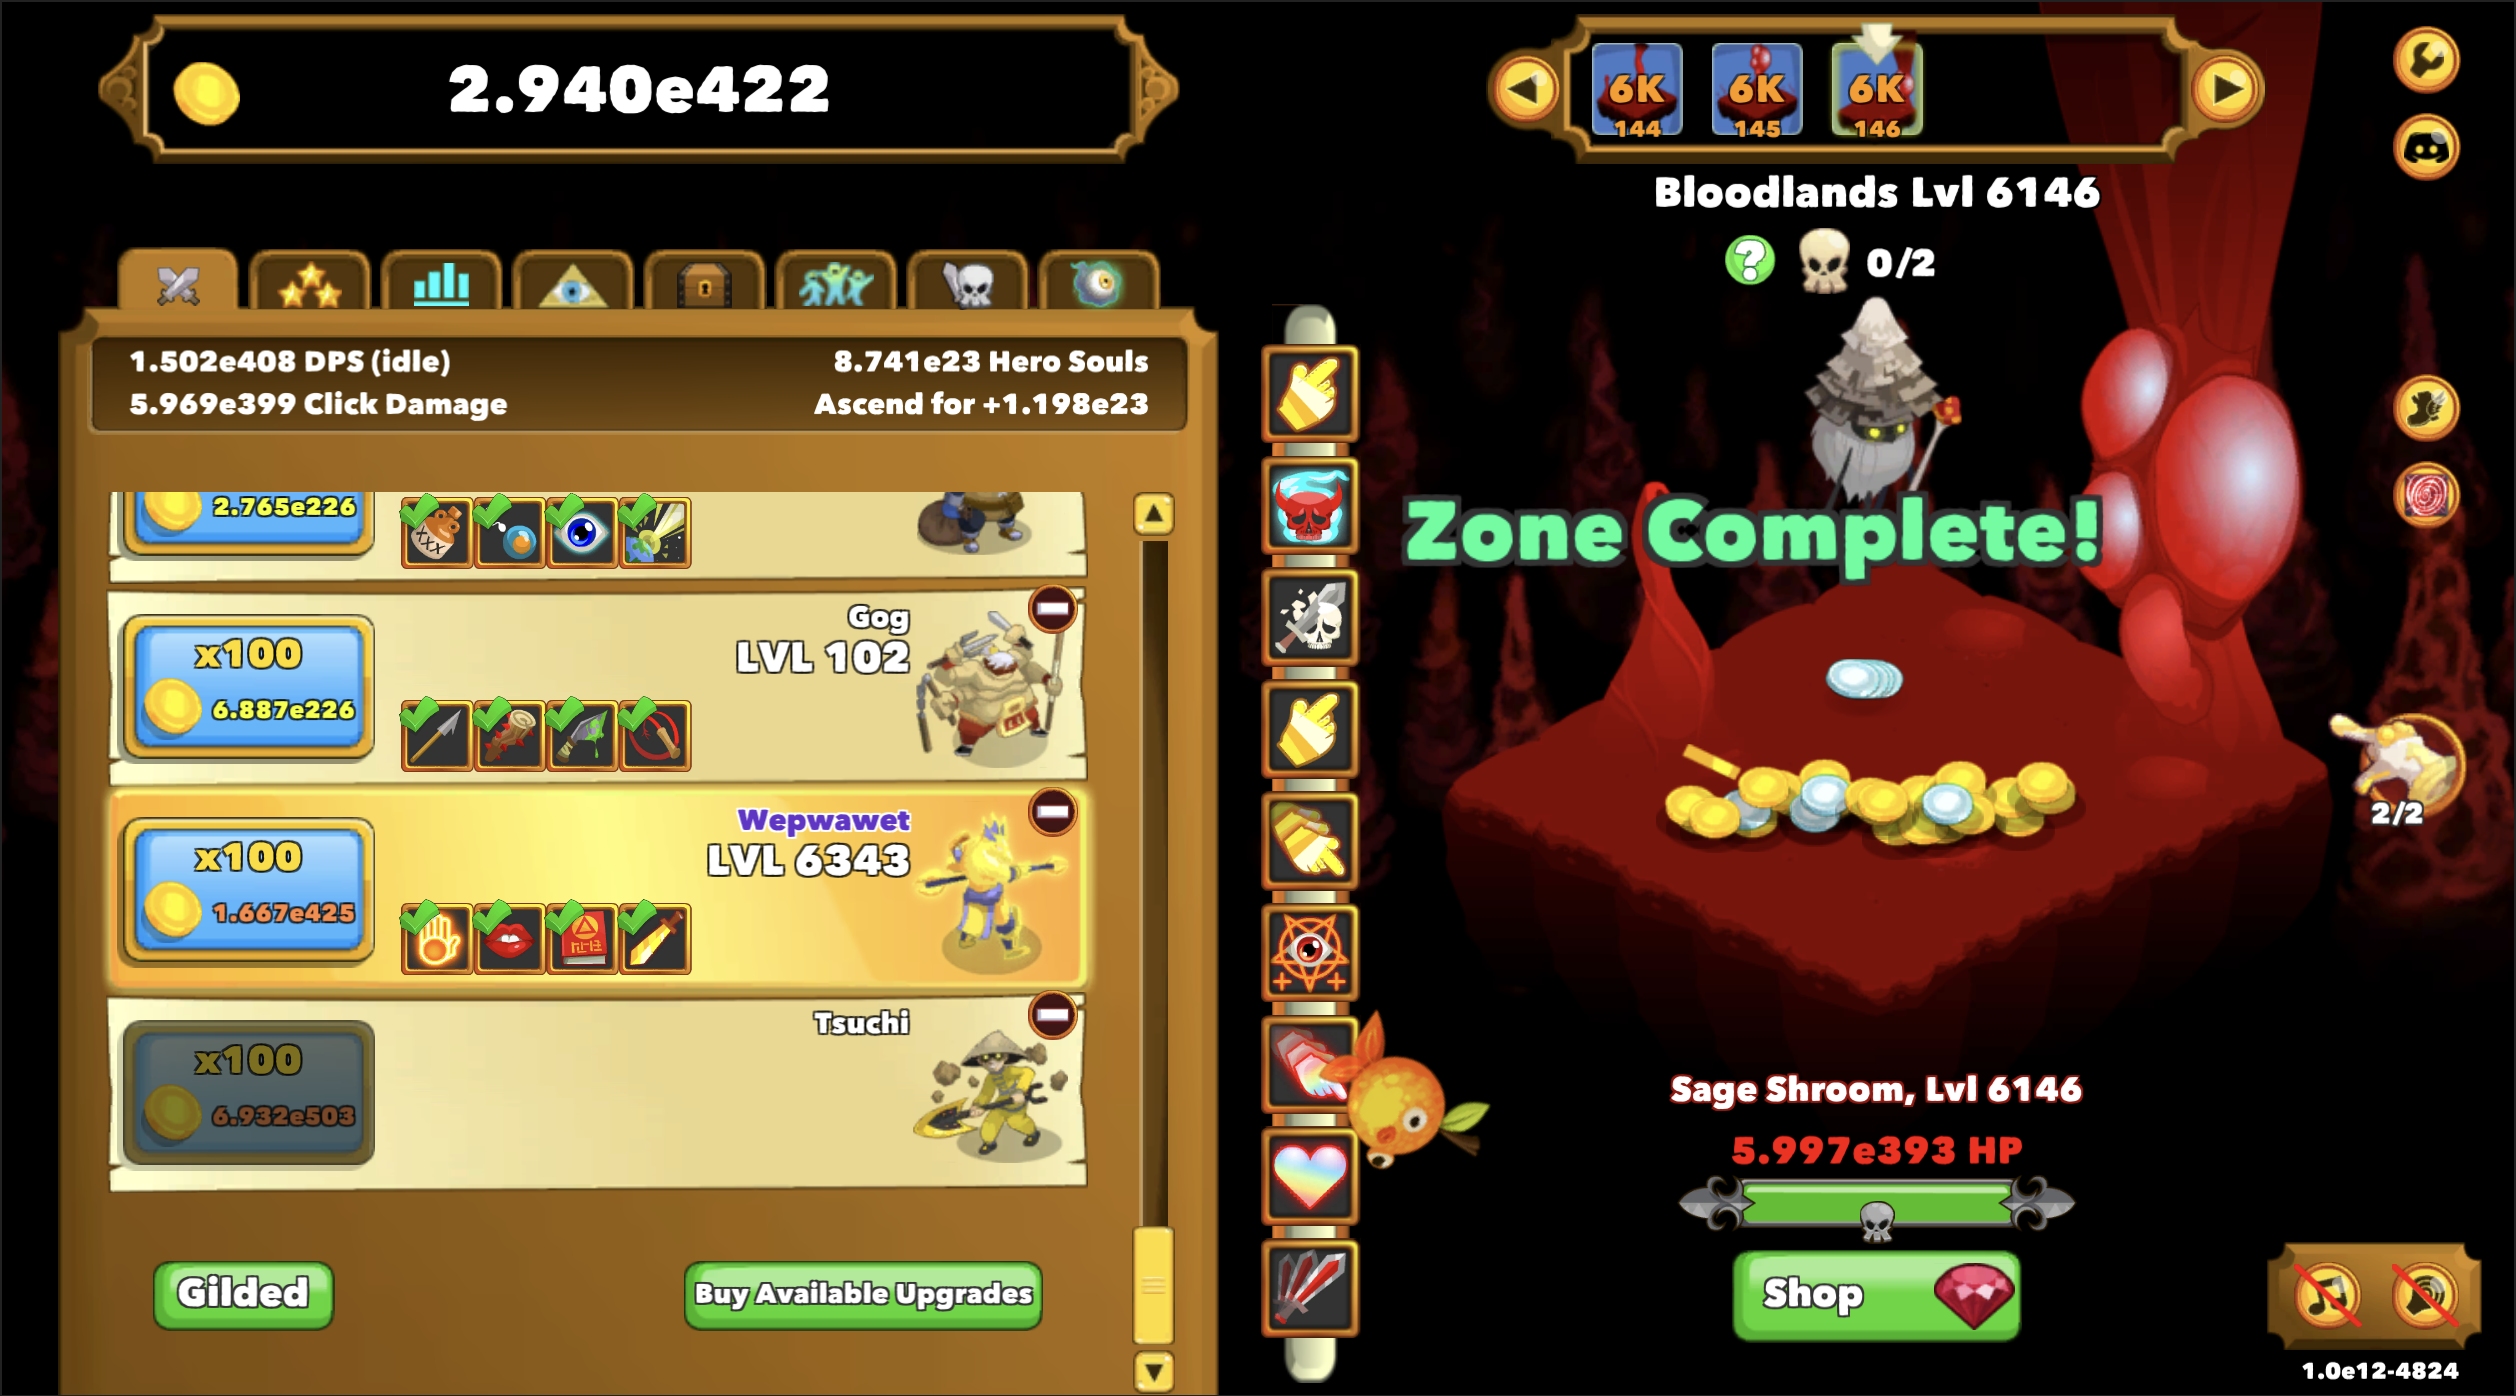 2.940e422
6K
144
6K
145
6K
146
Bloodlands Lvl 6146
0/2
1.502e408 DPS (idle)
5.969e399 Click Damage
8.741e23 Hero Souls
Ascend for +1.198e23
2.765e226
XXX
Gog
LVL 102
x100
6.887e226
Wepwawet
LVL 6343
x100
1.667e425
Tsuchi
x100
6.932e503
Gilded
Buy Available Upgrades
Zone Complete!
2/2
Sage Shroom, Lvl 6146
5.997e393 HP
Shop
1.0e12-4824